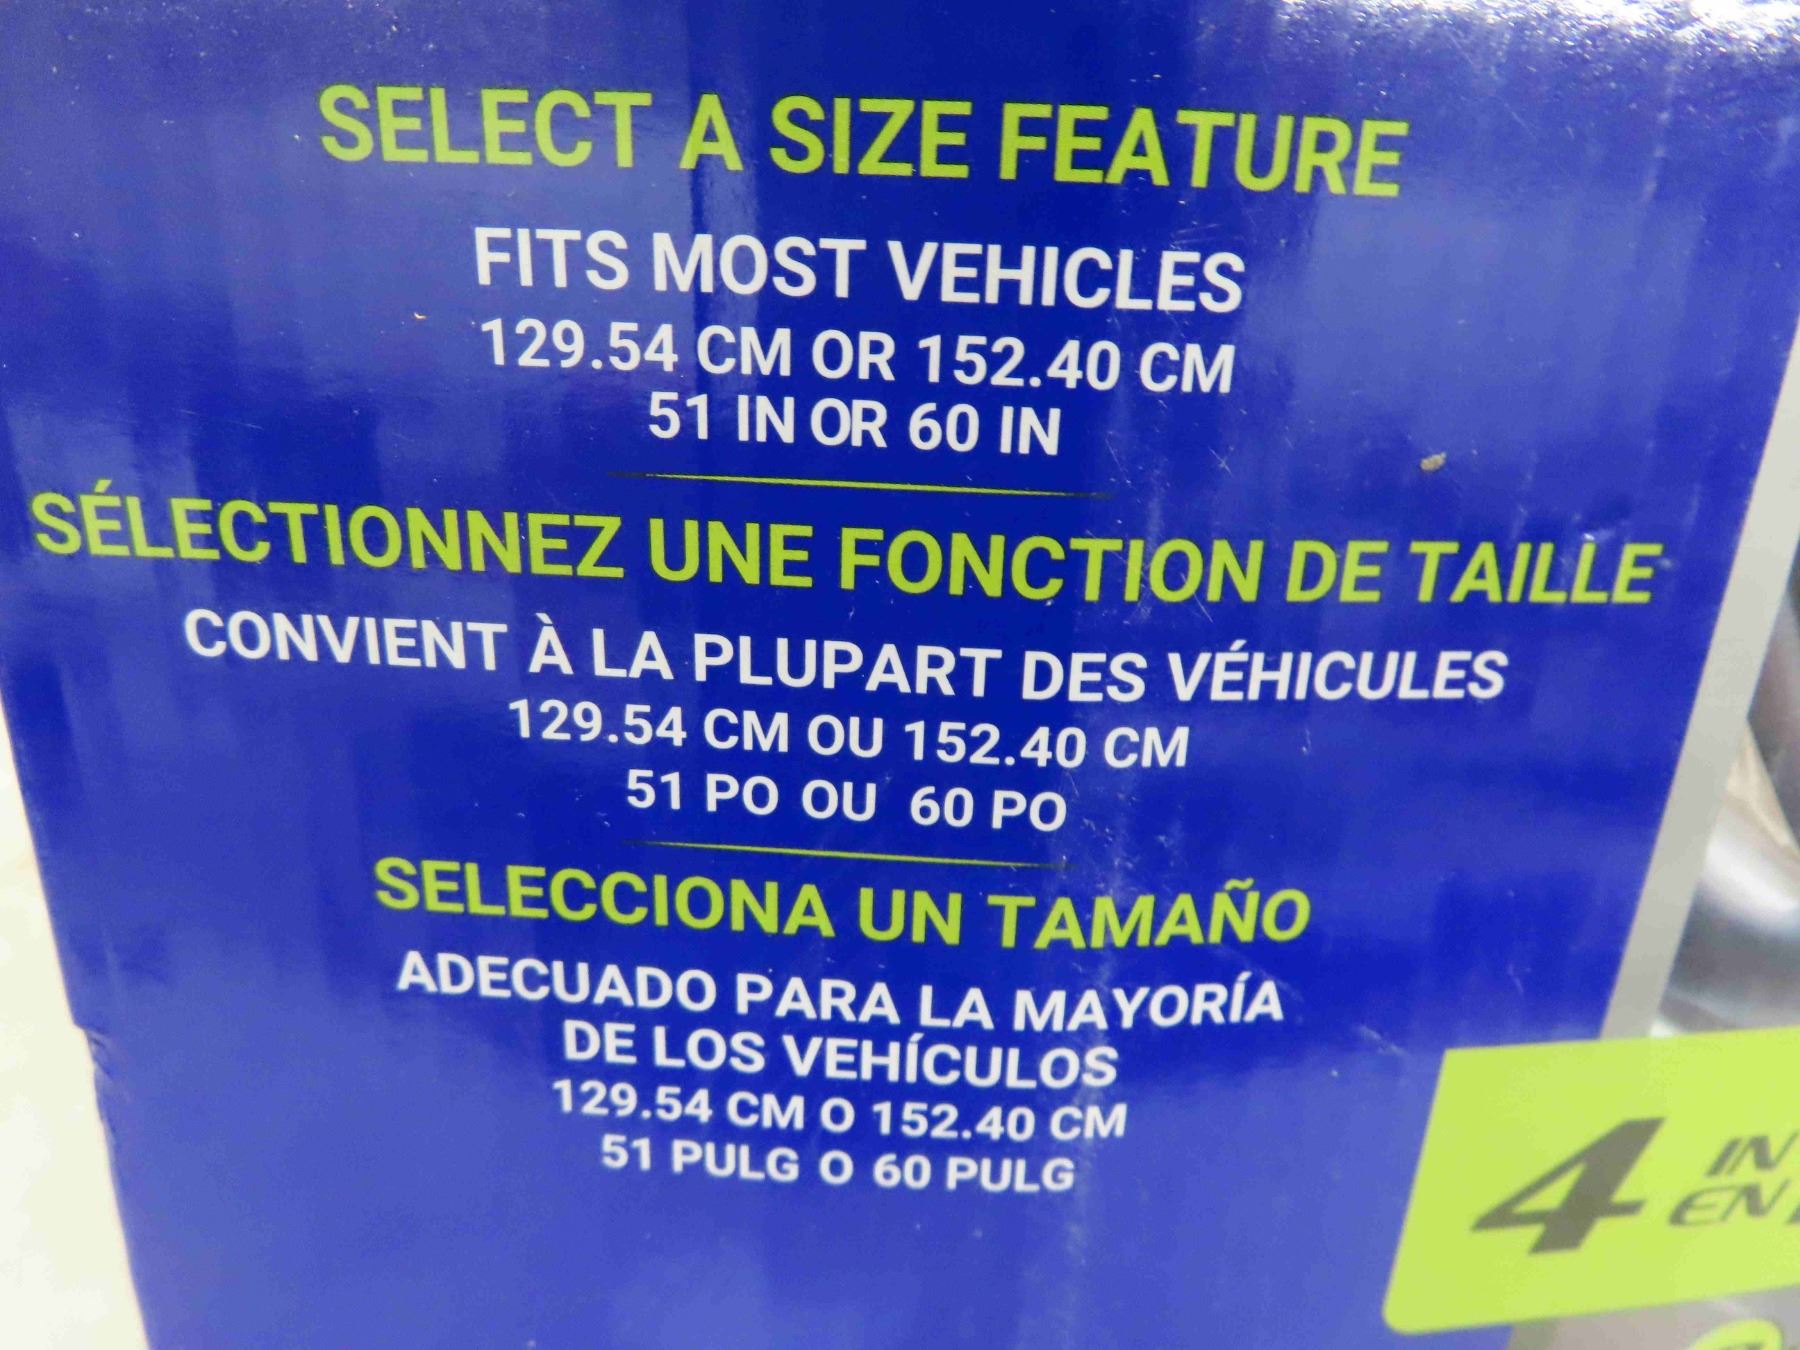 SELECT A SIZE FEATURE
FITS MOST VEHICLES
129.54 CM OR 152.40 CM
51 IN OR 60 IN
SÉLECTIONNEZ UNE FONCTION DE TAILLE
CONVIENT À LA PLUPART DES VÉHICULES
129.54 CM OU 152.40 CM
51 PO OU 60 PO
SELECCIONA UN TAMAÑO
ADECUADO PARA LA MAYORÍA
DE LOS VEHÍCULOS
129.54 CM O 152.40 CM
51 PULG O 60 PULG
4 IN
EN